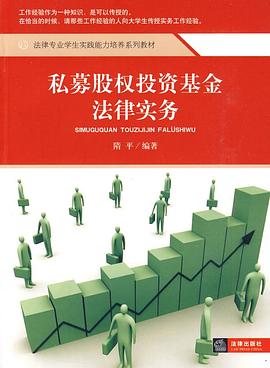 工作经验作为一种知识,是可以传授的,
在恰当的时候,请那些工作经验的人向大学生传授实务工作经验。
法律专业学生实践能力培养系列教材
私募股权投资基金
法律实务
SIMUGUQUAN TOUZIJIJIN FALÜSHIWU
隋 平/编著
法律出版社
LAW PRESS·CHINA